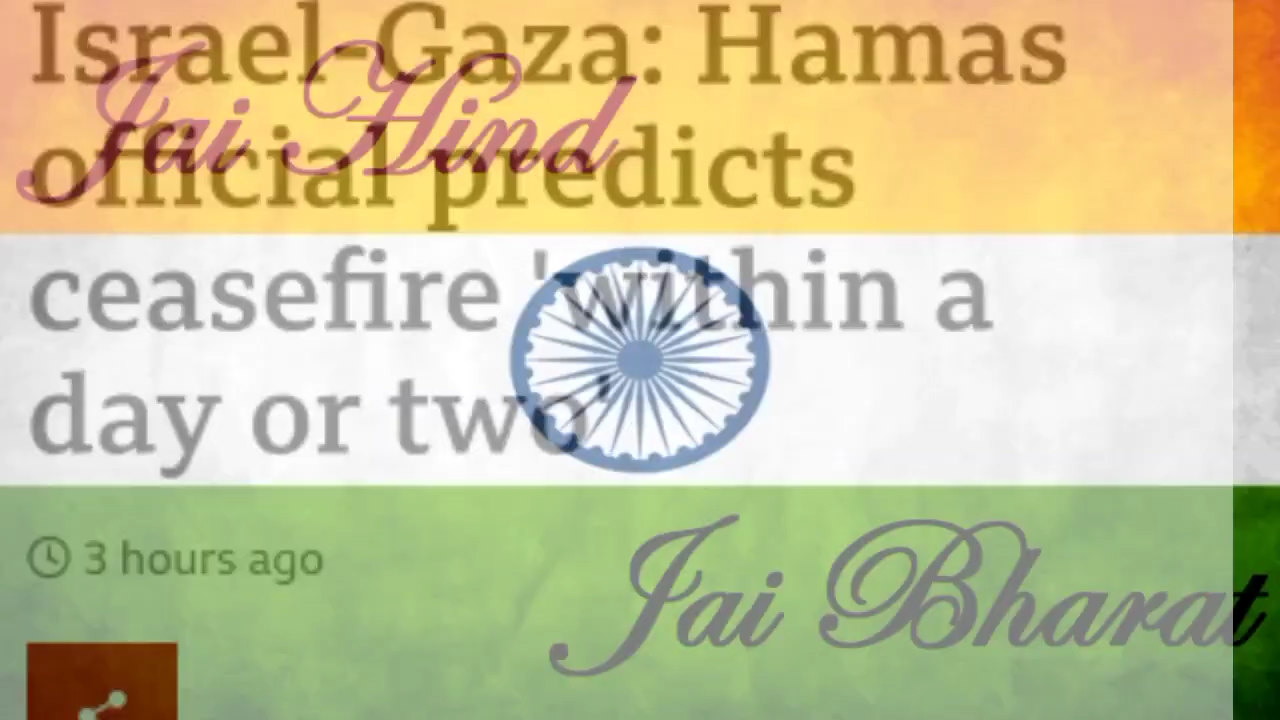 Israel-Gaza: Hamas
Jai Hind
official predicts
ceasefire 'within a
day or two'
3 hours ago
Jai Bharat